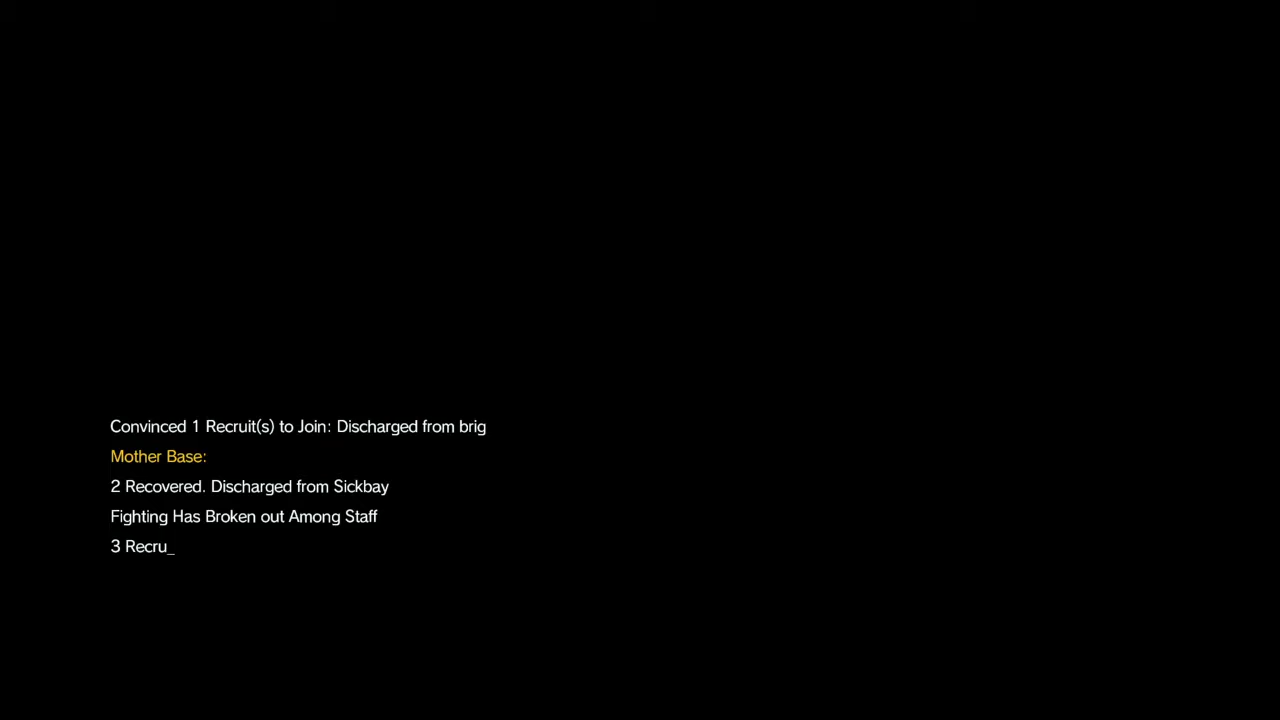 Convinced 1 Recruit(s) to Join: Discharged from brig
Mother Base:
2 Recovered. Discharged from Sickbay
Fighting Has Broken out Among Staff
3 Recru_